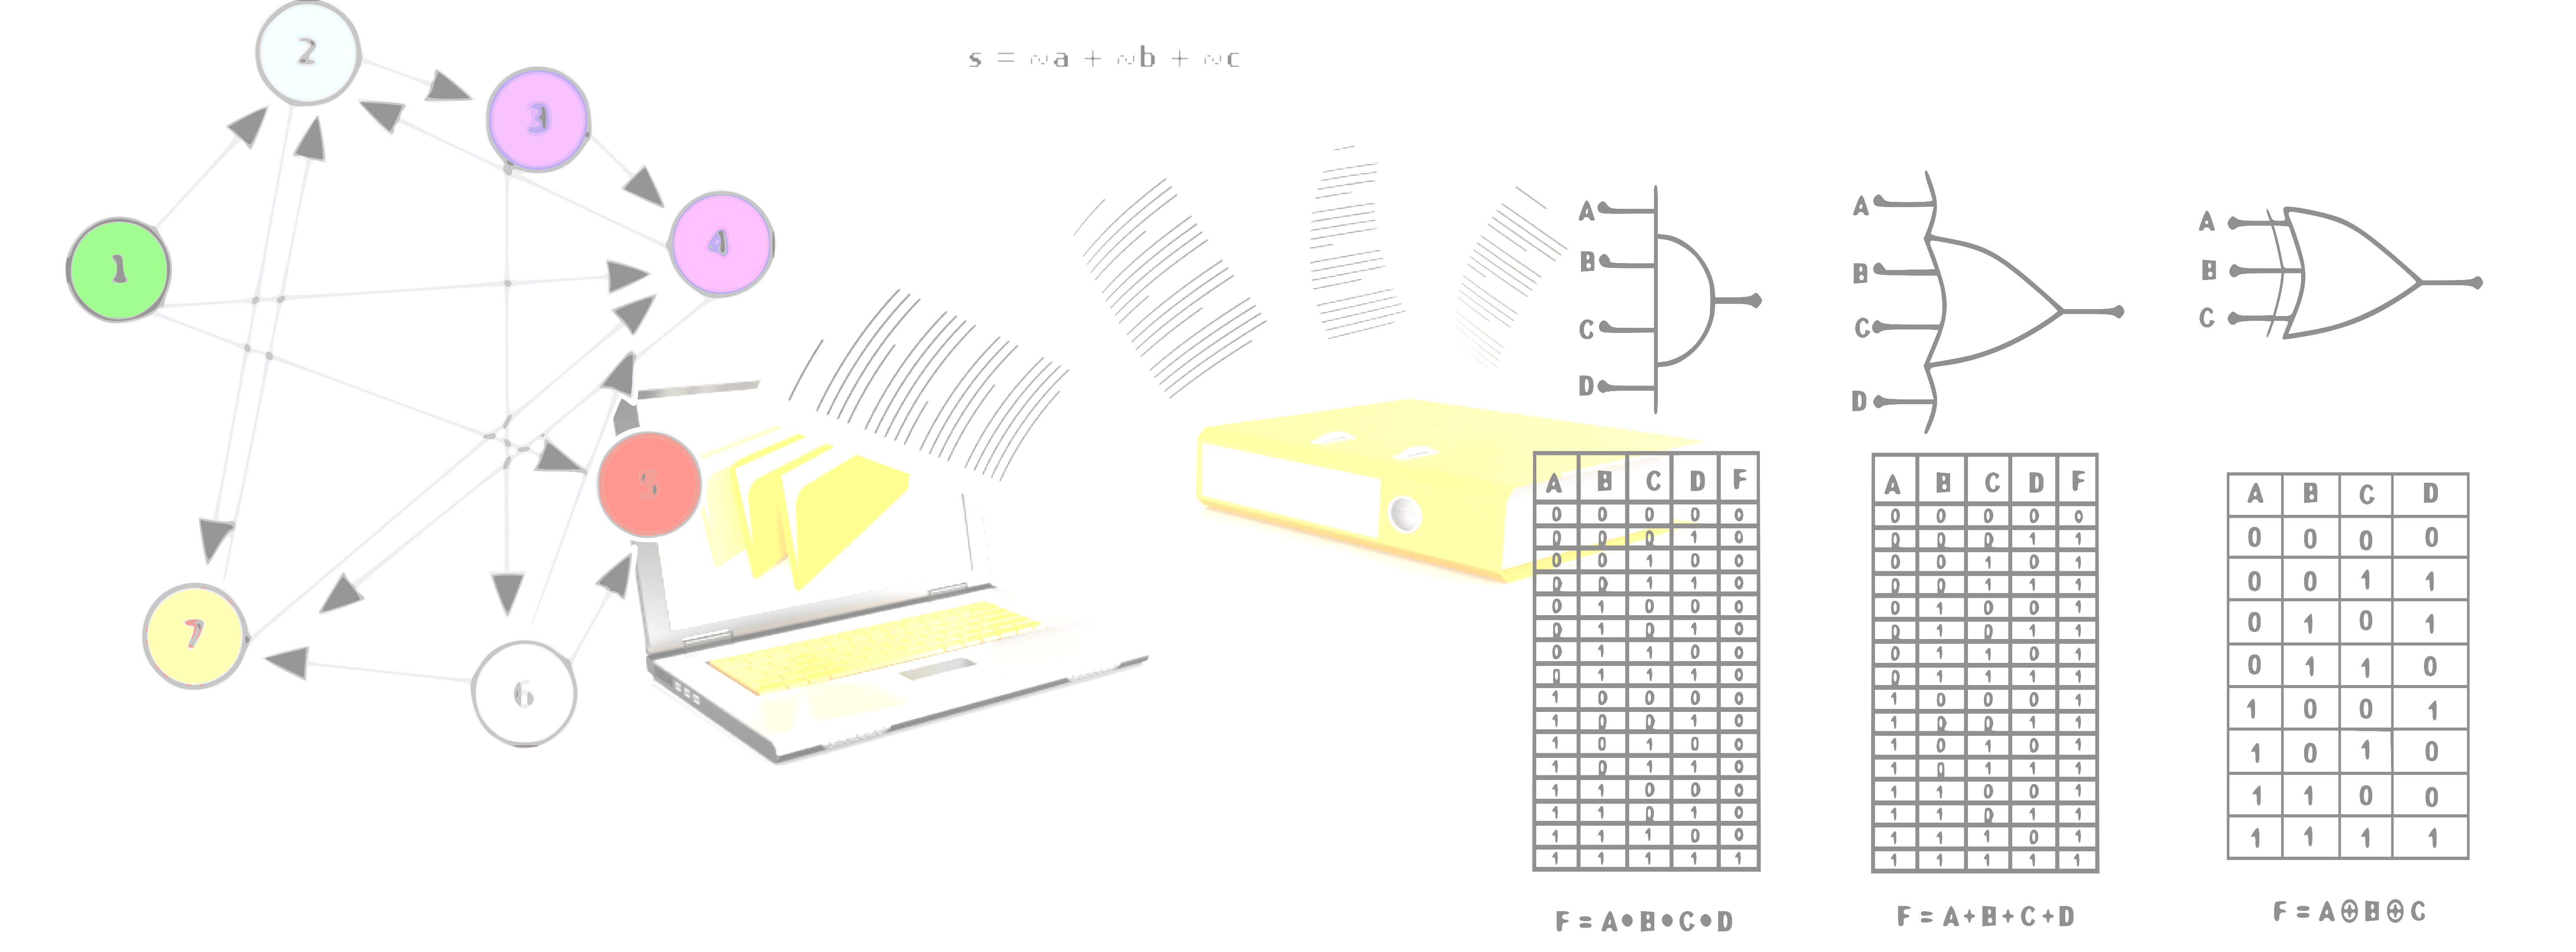 2
s = ~a + ~b + ~c
3
1
4
5
7
6
A
B
C
D
A
B
C
D
A
B
C
A B C D F
0 0 0 0 0
0 0 0 1 0
0 0 1 0 0
0 0 1 1 0
0 1 0 0 0
0 1 0 1 0
0 1 1 0 0
0 1 1 1 0
1 0 0 0 0
1 0 0 1 0
1 0 1 0 0
1 0 1 1 0
1 1 0 0 0
1 1 0 1 0
1 1 1 0 0
1 1 1 1 1
F = A•B•C•D
A B C D F
0 0 0 0 0
0 0 0 1 1
0 0 1 0 1
0 0 1 1 1
0 1 0 0 1
0 1 0 1 1
0 1 1 0 1
0 1 1 1 1
1 0 0 0 1
1 0 0 1 1
1 0 1 0 1
1 0 1 1 1
1 1 0 0 1
1 1 0 1 1
1 1 1 0 1
1 1 1 1 1
F = A+B+C+D
A B C D
0 0 0 0
0 0 1 1
0 1 0 1
0 1 1 0
1 0 0 1
1 0 1 0
1 1 0 0
1 1 1 1
F = A⊕B⊕C